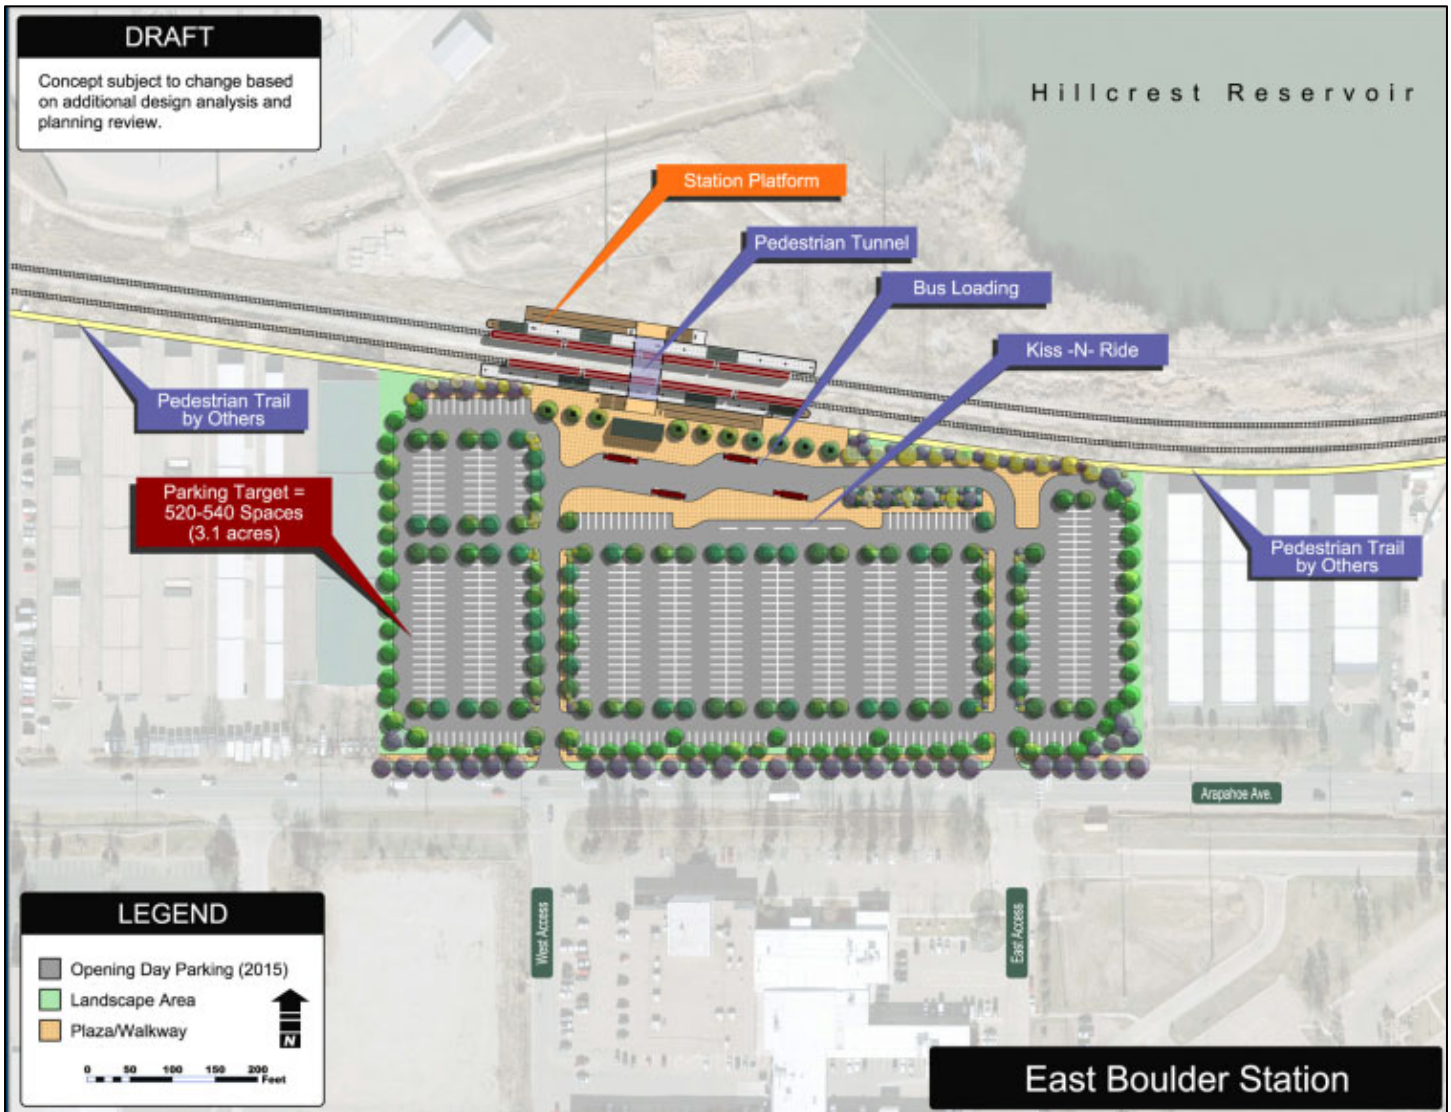 DRAFT
Concept subject to change based
on additional design analysis and
planning review.
Hillcrest Reservoir
Station Platform
Pedestrian Tunnel
Bus Loading
Kiss -N- Ride
Pedestrian Trail
by Others
Parking Target =
520-540 Spaces
(3.1 acres)
Pedestrian Trail
by Others
Arapahoe Ave.
West Access
East Access
LEGEND
Opening Day Parking (2015)
Landscape Area
Plaza/Walkway
N
0 50 100 150 200
Feet
East Boulder Station